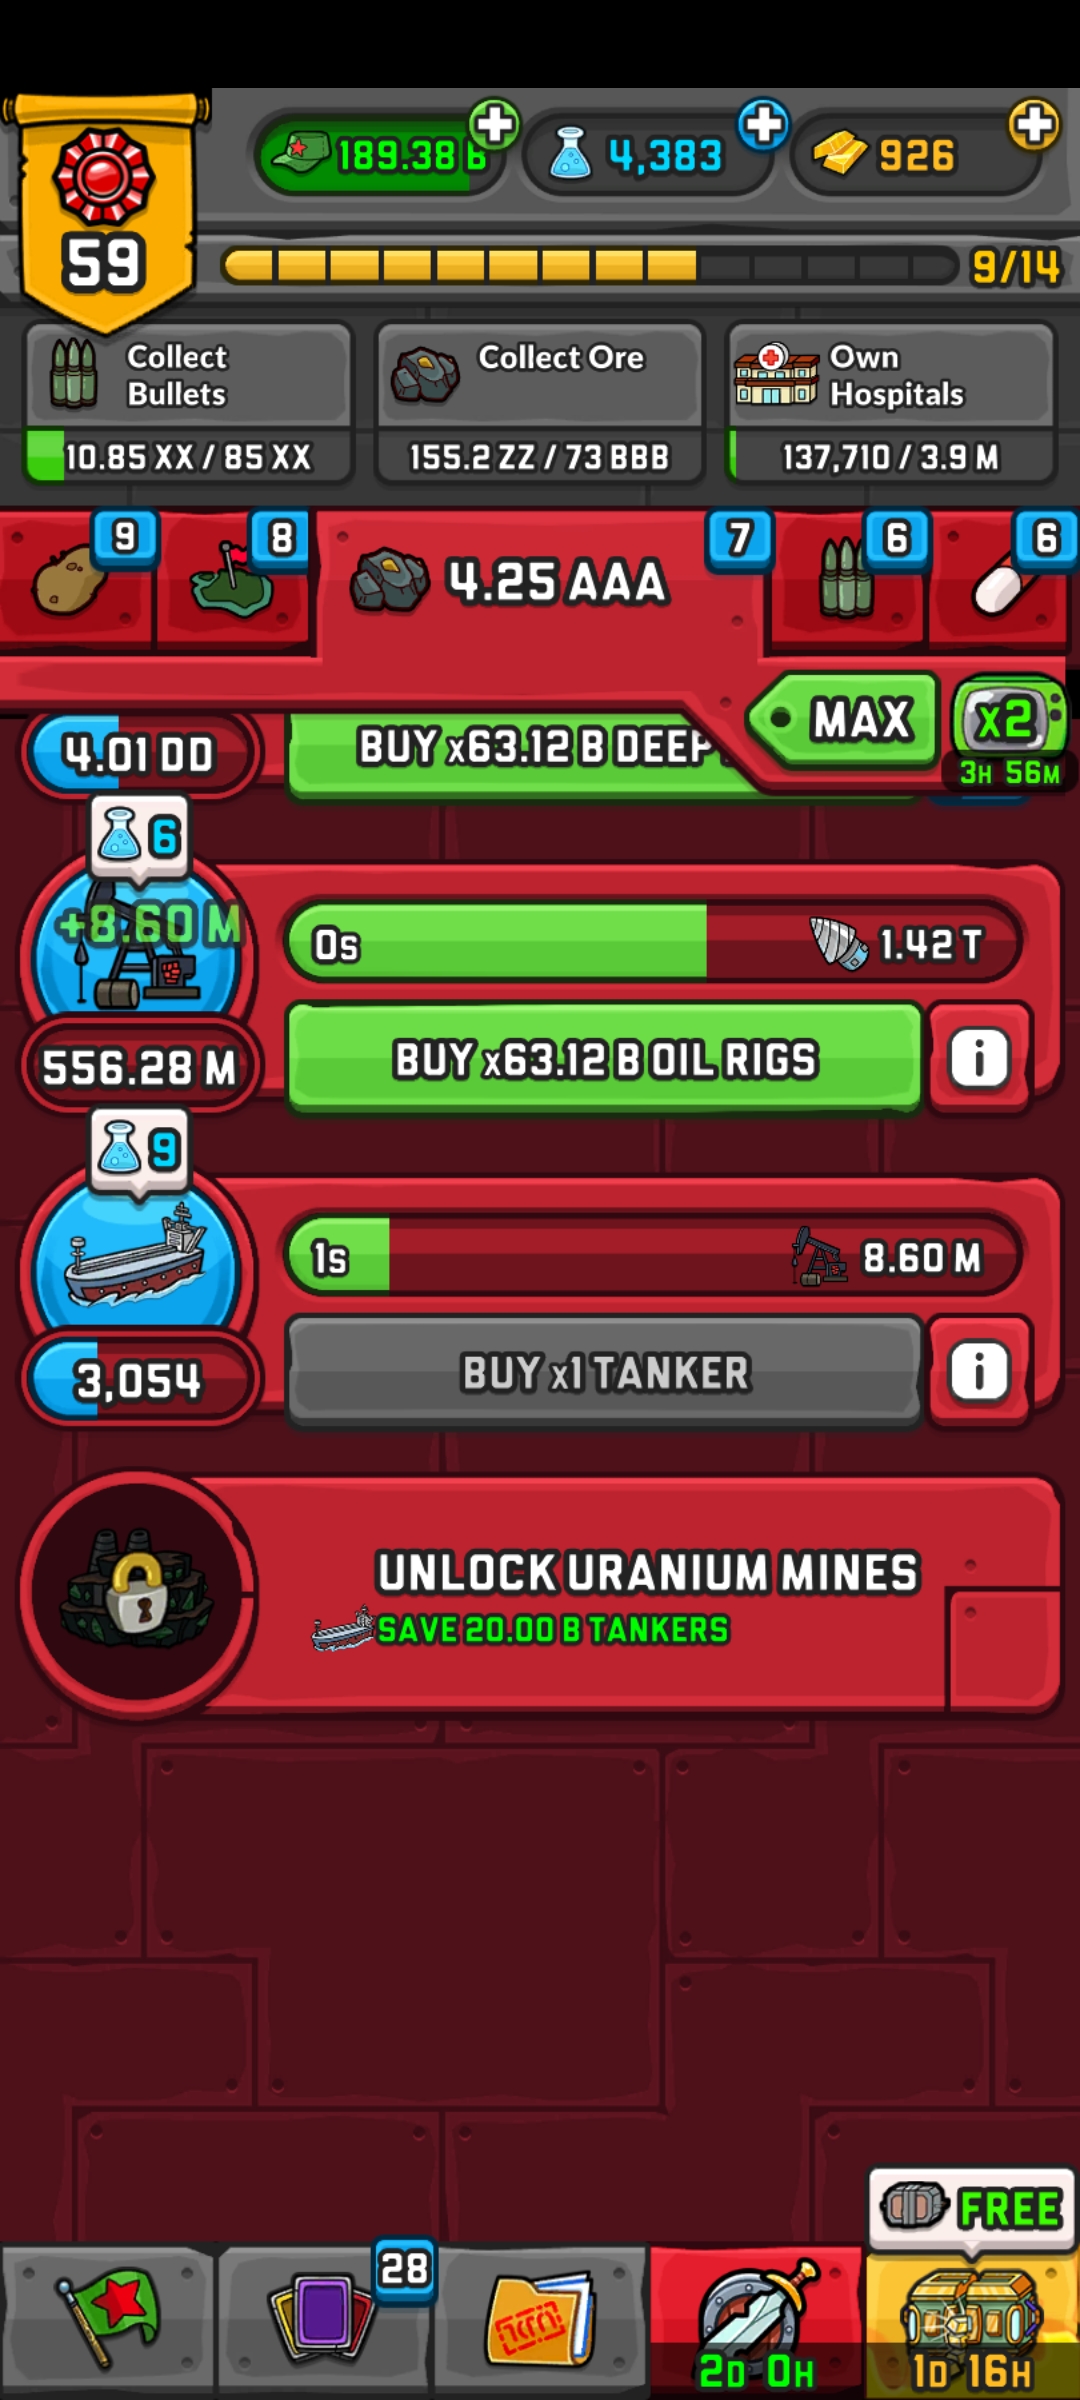 189.38 B
4,383
926
59
9/14
Collect
Bullets
10.85 XX / 85 XX
Collect Ore
155.2 ZZ / 73 BBB
Own
Hospitals
137,710 / 3.9 M
9
8
4.25 AAA
7
6
6
MAX
x2
3H 56M
4.01 DD
BUY x63.12 B DEEP
6
+8.60 M
0s
1.42 T
556.28 M
BUY x63.12 B OIL RIGS
i
9
1s
8.60 M
3,054
BUY x1 TANKER
i
UNLOCK URANIUM MINES
SAVE 20.00 B TANKERS
FREE
28
2D 0H
1D 16H